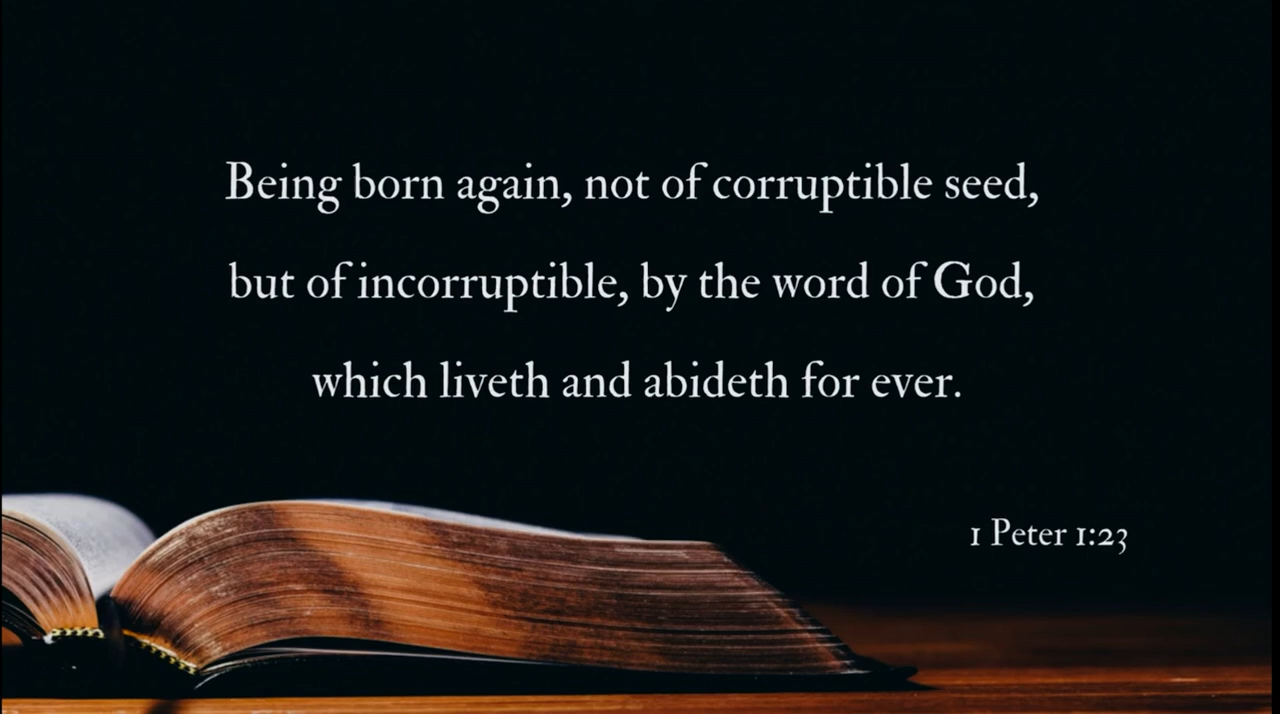 Being born again, not of corruptible seed,
but of incorruptible, by the word of God,
which liveth and abideth for ever.
1 Peter 1:23